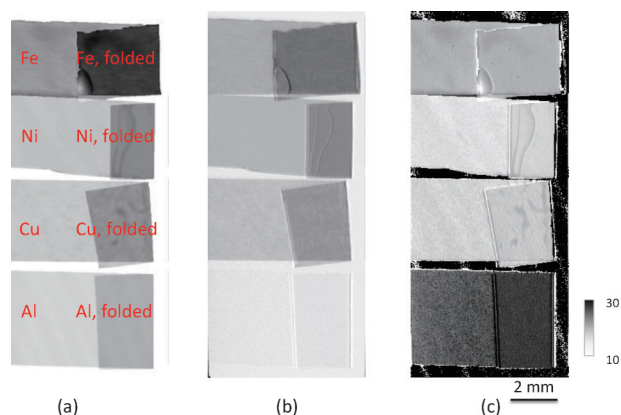 Fe Fe, folded
Ni Ni, folded
Cu Cu, folded
Al Al, folded
30
10
2 mm
(a) (b) (c)